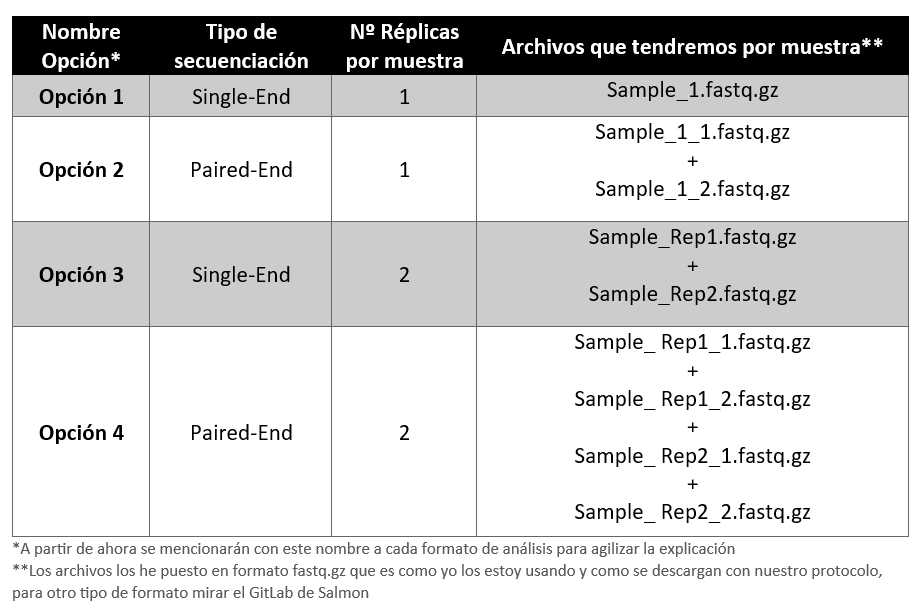 Nombre Opción*
Tipo de secuenciación
Nº Réplicas por muestra
Archivos que tendremos por muestra**
Opción 1
Single-End
1
Sample_1.fastq.gz
Opción 2
Paired-End
1
Sample_1_1.fastq.gz
+
Sample_1_2.fastq.gz
Opción 3
Single-End
2
Sample_Rep1.fastq.gz
+
Sample_Rep2.fastq.gz
Opción 4
Paired-End
2
Sample_ Rep1_1.fastq.gz
+
Sample_ Rep1_2.fastq.gz
+
Sample_ Rep2_1.fastq.gz
+
Sample_ Rep2_2.fastq.gz
*A partir de ahora se mencionarán con este nombre a cada formato de análisis para agilizar la explicación
**Los archivos los he puesto en formato fastq.gz que es como yo los estoy usando y como se descargan con nuestro protocolo,
para otro tipo de formato mirar el GitLab de Salmon